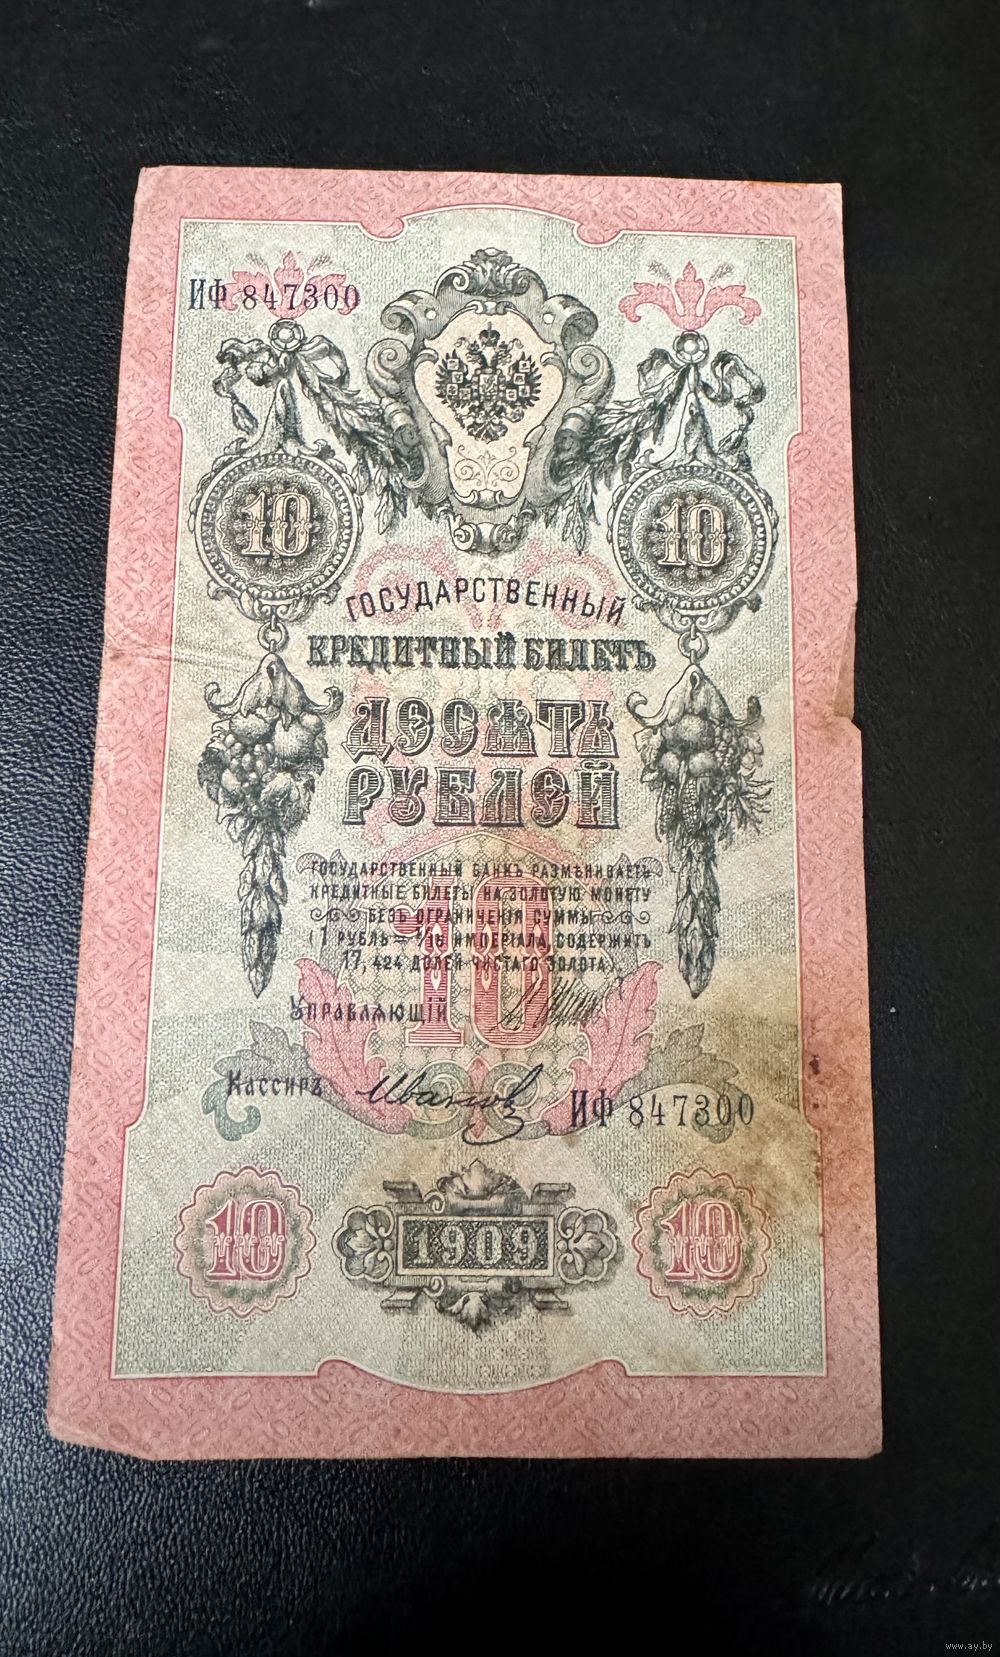 ИФ 847300
10
10
ГОСУДАРСТВЕННЫЙ
КРЕДИТНЫЙ БИЛЕТЪ
ДЕСЯТЬ
РУБЛЕЙ
ГОСУДАРСТВЕННЫЙ БАНКЪ РАЗМѢНИВАЕТЪ
КРЕДИТНЫЕ БИЛЕТЫ НА ЗОЛОТУЮ МОНЕТУ
БЕЗЪ ОГРАНИЧЕНІЯ СУММЫ
(1 РУБЛЬ = 1/15 ИМПЕРІАЛА, СОДЕРЖИТЪ
17,424 ДОЛЕЙ ЧИСТАГО ЗОЛОТА).
10
УПРАВЛЯЮЩІЙ
КАССИРЪ Ивановъ
ИФ 847300
10
1909
10
www.ay.by